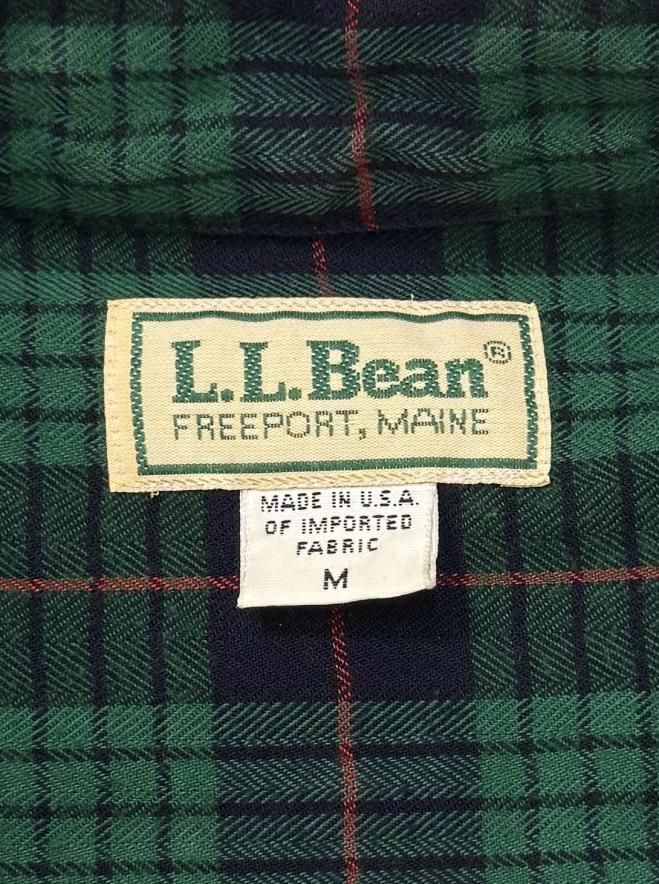 L.L.Bean®
FREEPORT, MAINE
MADE IN U.S.A.
OF IMPORTED
FABRIC
M